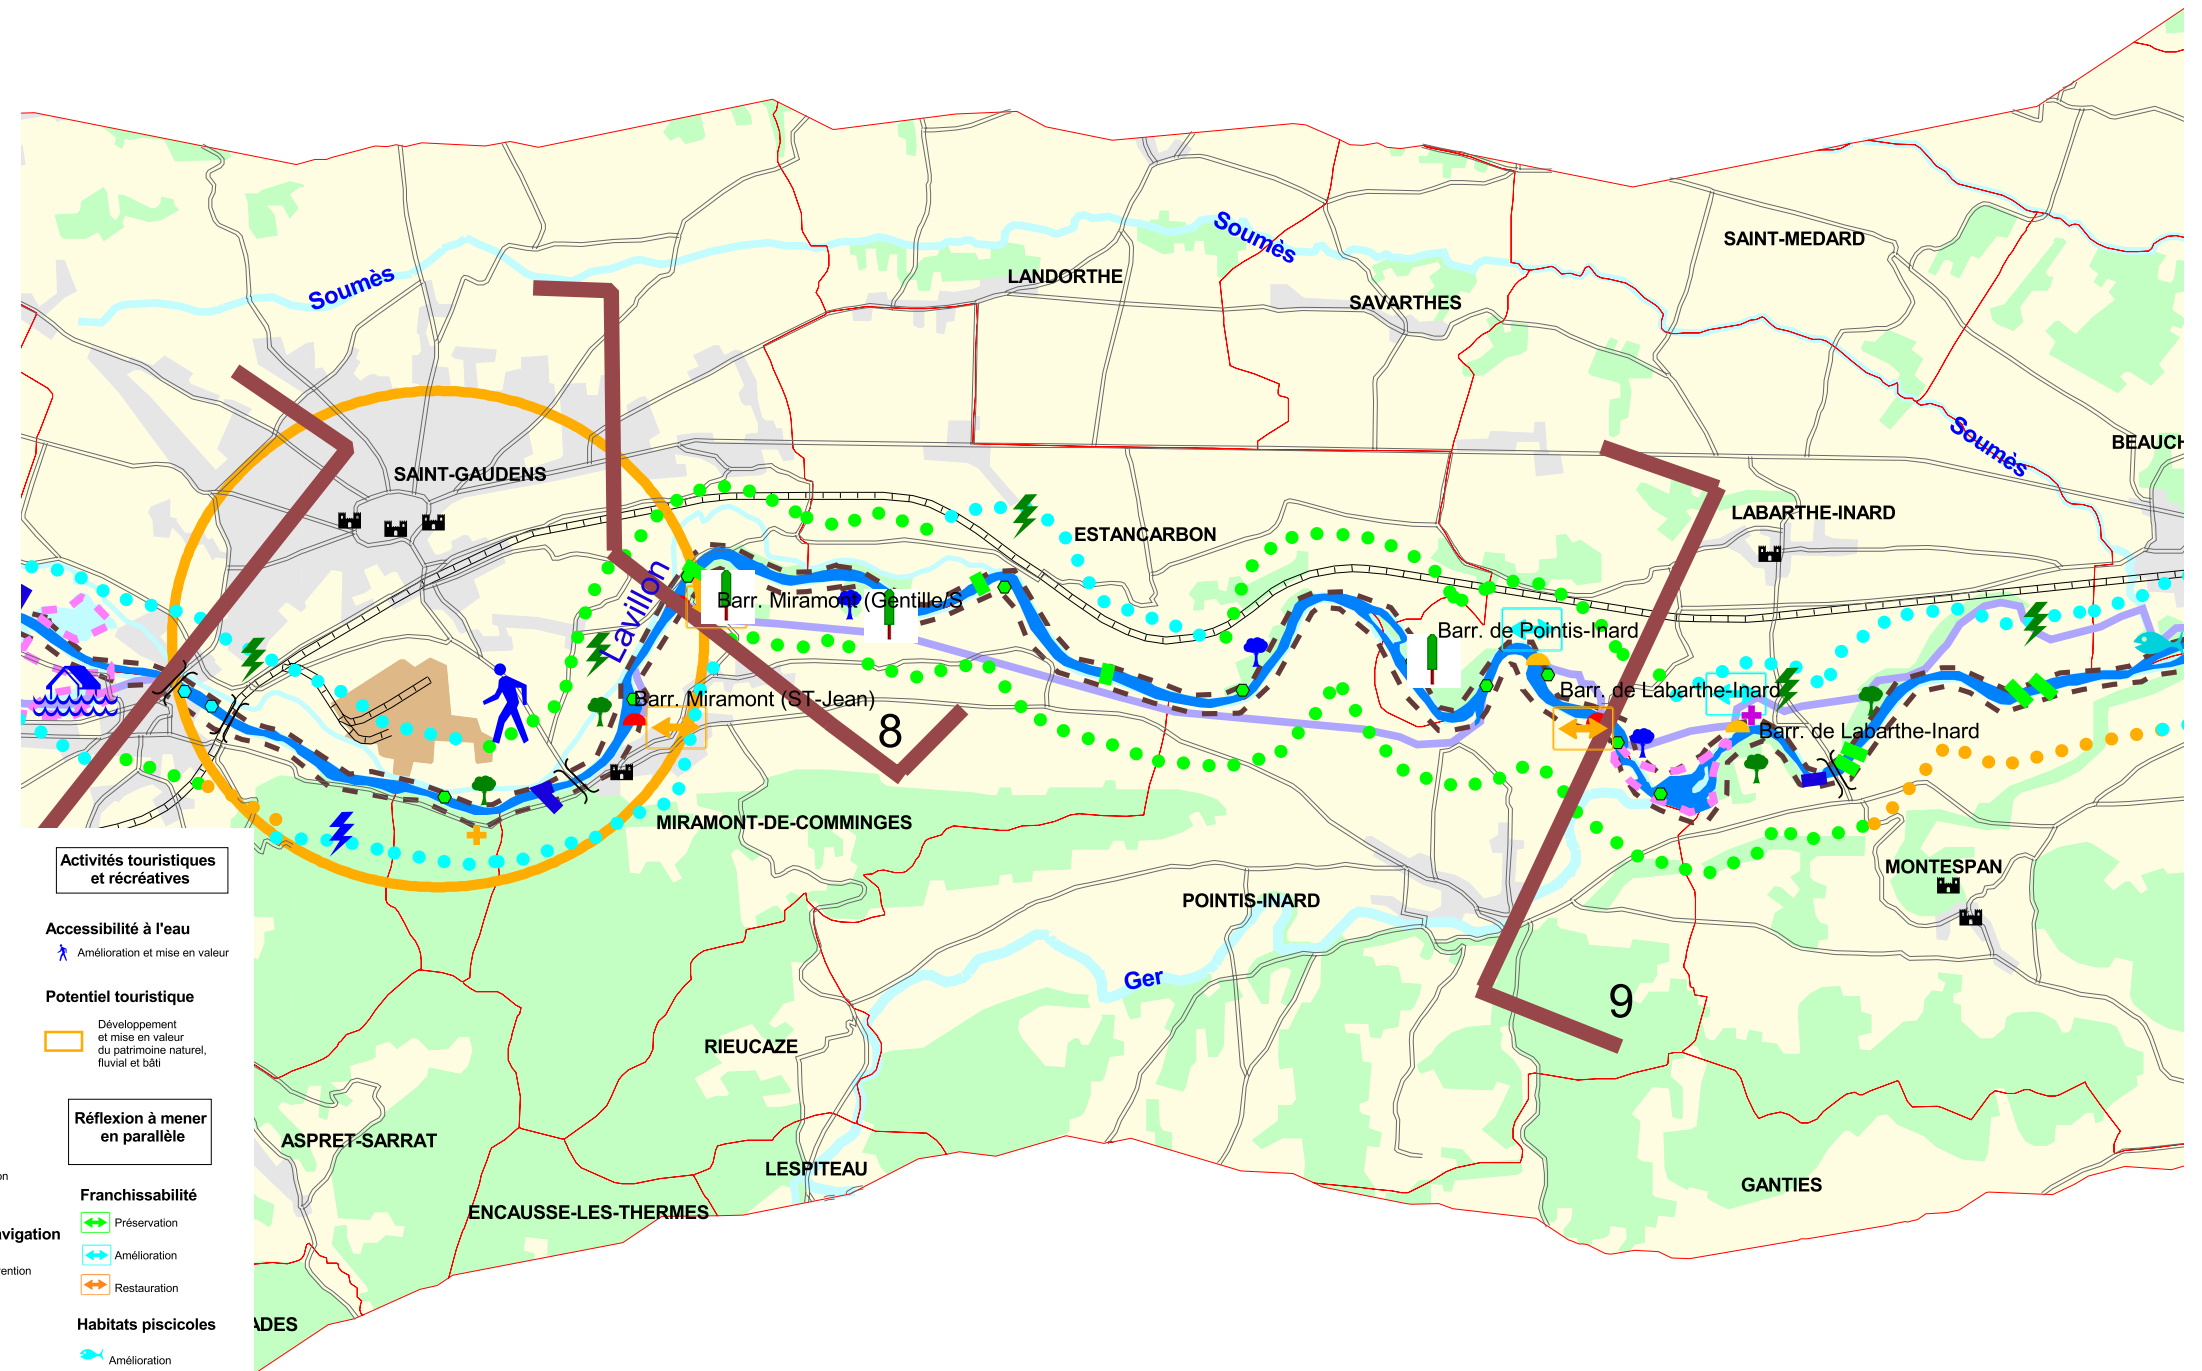 SAINT-MEDARD
Soumès
LANDORTHE
Soumès
SAVARTHES
Soumès
BEAUCH
SAINT-GAUDENS
LABARTHE-INARD
ESTANCARBON
Lavillon
Barr. Miramont (Gentille/S
Barr. de Pointis-Inard
Barr. Miramont (ST-Jean)
Barr. de Labarthe-Inard
8
Barr. de Labarthe-Inard
MIRAMONT-DE-COMMINGES
MONTESPAN
POINTIS-INARD
Ger
9
RIEUCAZE
ASPRET-SARRAT
LESPITEAU
GANTIES
ENCAUSSE-LES-THERMES
ADES
Activités touristiques
et récréatives
Accessibilité à l'eau
Amélioration et mise en valeur
Potentiel touristique
Développement
et mise en valeur
du patrimoine naturel,
fluvial et bâti
Réflexion à mener
en parallèle
on
Franchissabilité
Préservation
vigation
Amélioration
ention
Restauration
Habitats piscicoles
Amélioration